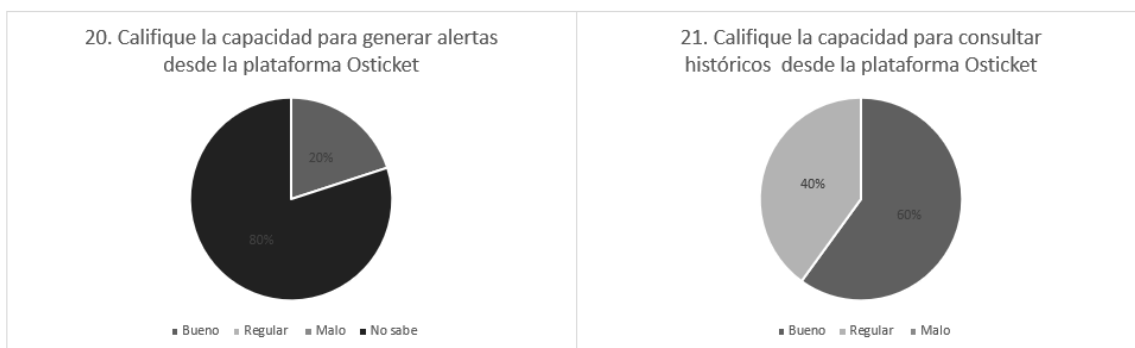 20. Califique la capacidad para generar alertas
desde la plataforma Osticket
20%
80%
Bueno Regular Malo No sabe
21. Califique la capacidad para consultar
históricos desde la plataforma Osticket
40%
60%
Bueno Regular Malo